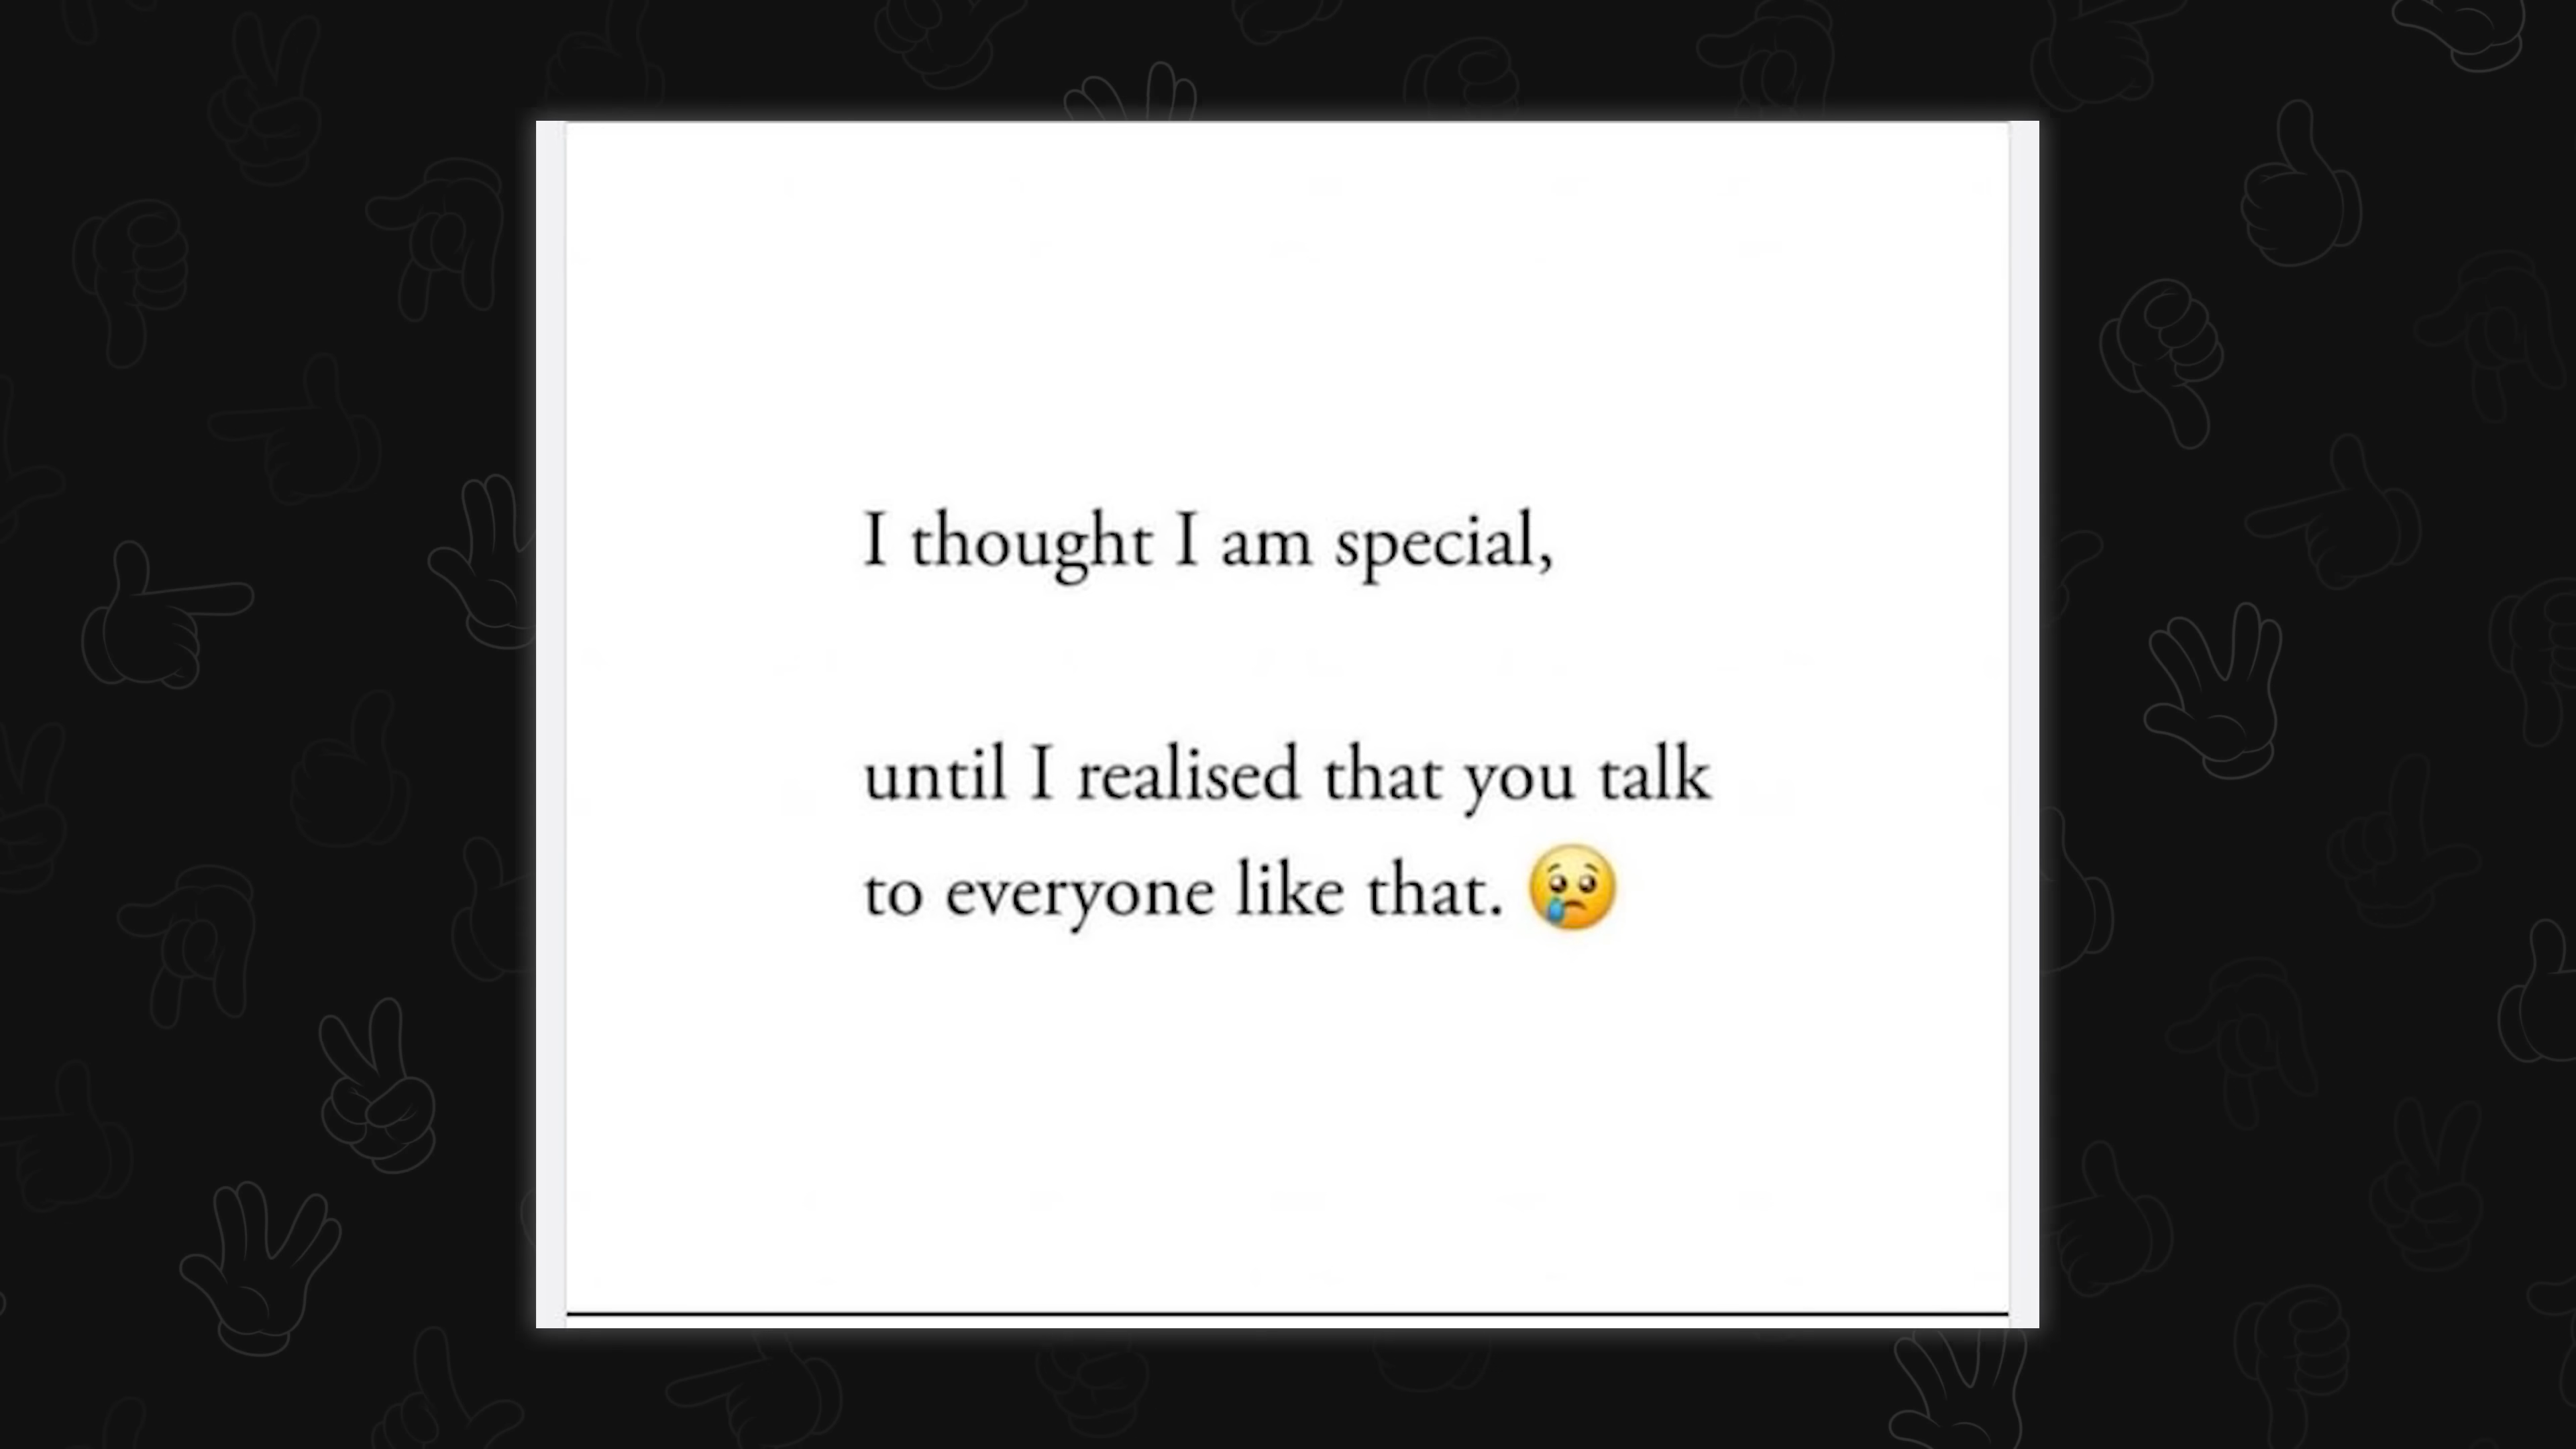 I thought I am special,
until I realised that you talk
to everyone like that. 😢